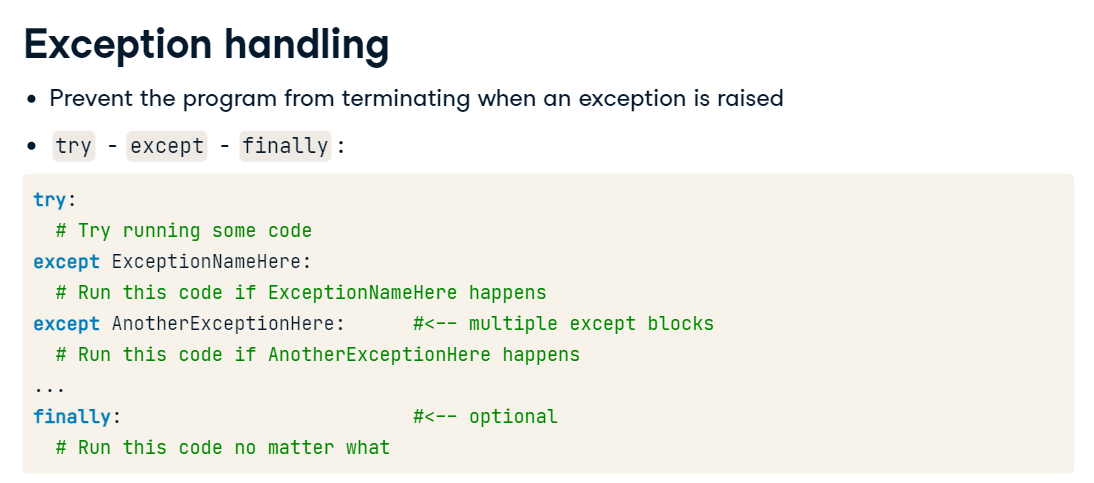 Exception handling
• Prevent the program from terminating when an exception is raised
• try - except - finally:
try:
  # Try running some code
except ExceptionNameHere:
  # Run this code if ExceptionNameHere happens
except AnotherExceptionHere:      #<-- multiple except blocks
  # Run this code if AnotherExceptionHere happens
...
finally:                          #<-- optional
  # Run this code no matter what